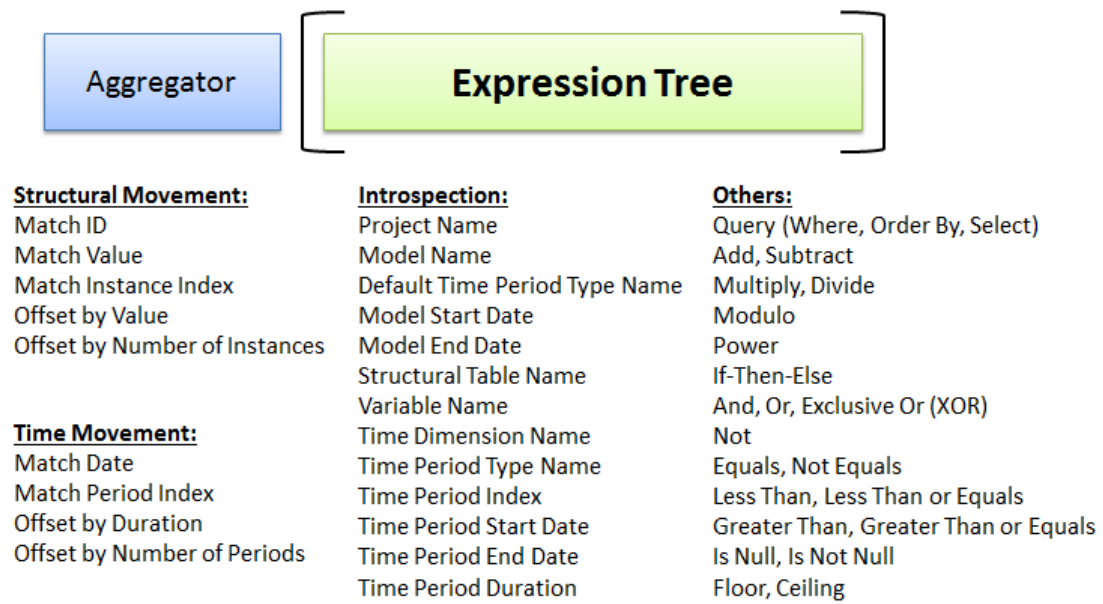 Aggregator
Expression Tree
Structural Movement:
Match ID
Match Value
Match Instance Index
Offset by Value
Offset by Number of Instances
Time Movement:
Match Date
Match Period Index
Offset by Duration
Offset by Number of Periods
Introspection:
Project Name
Model Name
Default Time Period Type Name
Model Start Date
Model End Date
Structural Table Name
Variable Name
Time Dimension Name
Time Period Type Name
Time Period Index
Time Period Start Date
Time Period End Date
Time Period Duration
Others:
Query (Where, Order By, Select)
Add, Subtract
Multiply, Divide
Modulo
Power
If-Then-Else
And, Or, Exclusive Or (XOR)
Not
Equals, Not Equals
Less Than, Less Than or Equals
Greater Than, Greater Than or Equals
Is Null, Is Not Null
Floor, Ceiling